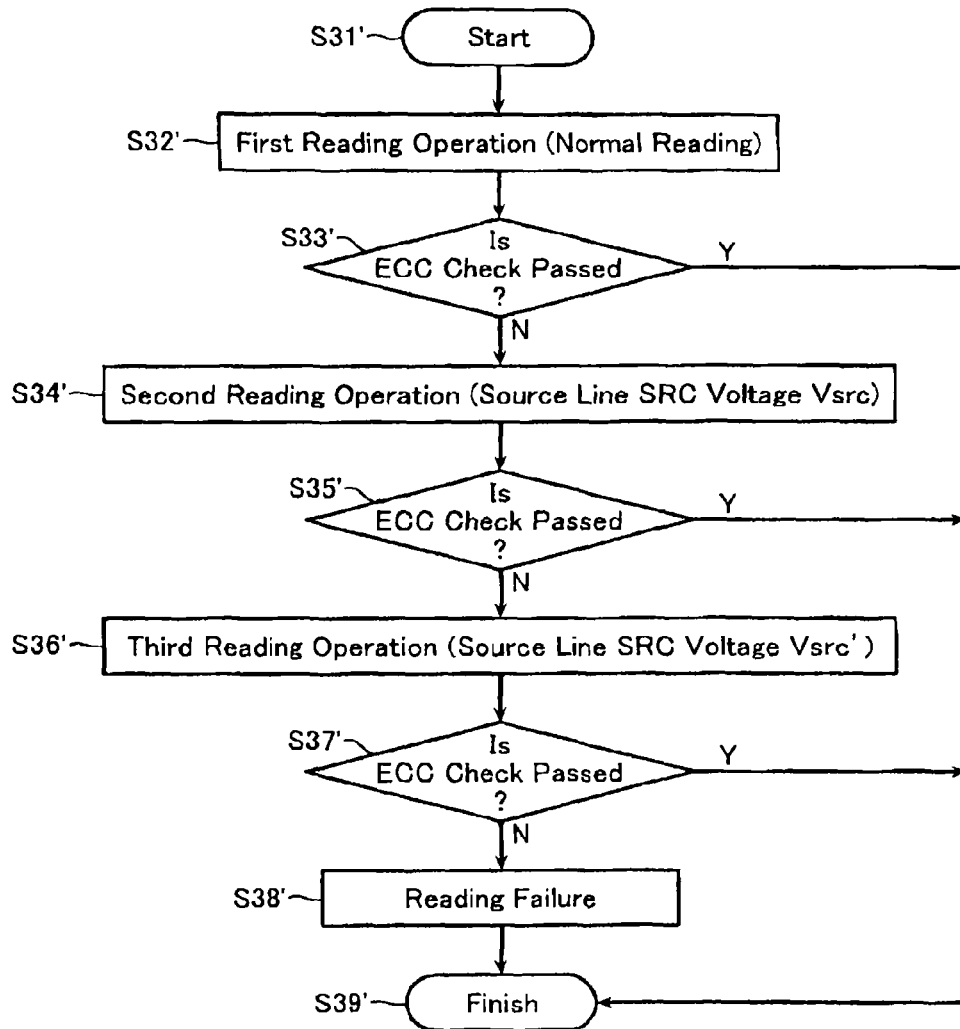 S31'
Start
S32'
First Reading Operation (Normal Reading)
S33'
Is
ECC Check Passed
?
Y
N
S34'
Second Reading Operation (Source Line SRC Voltage Vsrc)
S35'
Is
ECC Check Passed
?
Y
N
S36'
Third Reading Operation (Source Line SRC Voltage Vsrc')
S37'
Is
ECC Check Passed
?
Y
N
S38'
Reading Failure
S39'
Finish